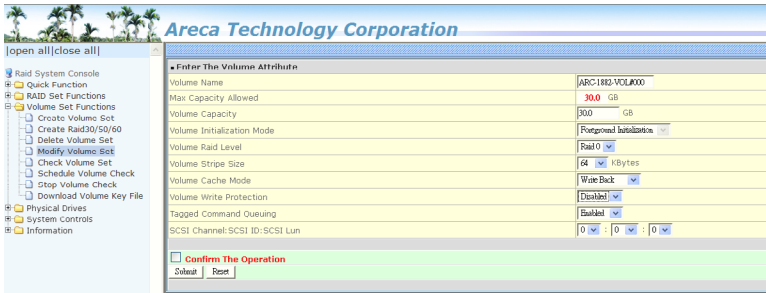 Areca Technology Corporation
|open all|close all|
Raid System Console
Quick Function
RAID Set Functions
Volume Set Functions
Create Volume Set
Create Raid30/50/60
Delete Volume Set
Modify Volume Set
Check Volume Set
Schedule Volume Check
Stop Volume Check
Download Volume Key File
Physical Drives
System Controls
Information
Enter The Volume Attribute
Volume Name ARC-1882-VOL#000
Max Capacity Allowed 30.0 GB
Volume Capacity 30.0 GB
Volume Initialization Mode Foreground Initialization
Volume Raid Level Raid 0
Volume Stripe Size 64 KBytes
Volume Cache Mode Write Back
Volume Write Protection Disabled
Tagged Command Queuing Enabled
SCSI Channel:SCSI ID:SCSI Lun 0 : 0 : 0
Confirm The Operation
Submit Reset